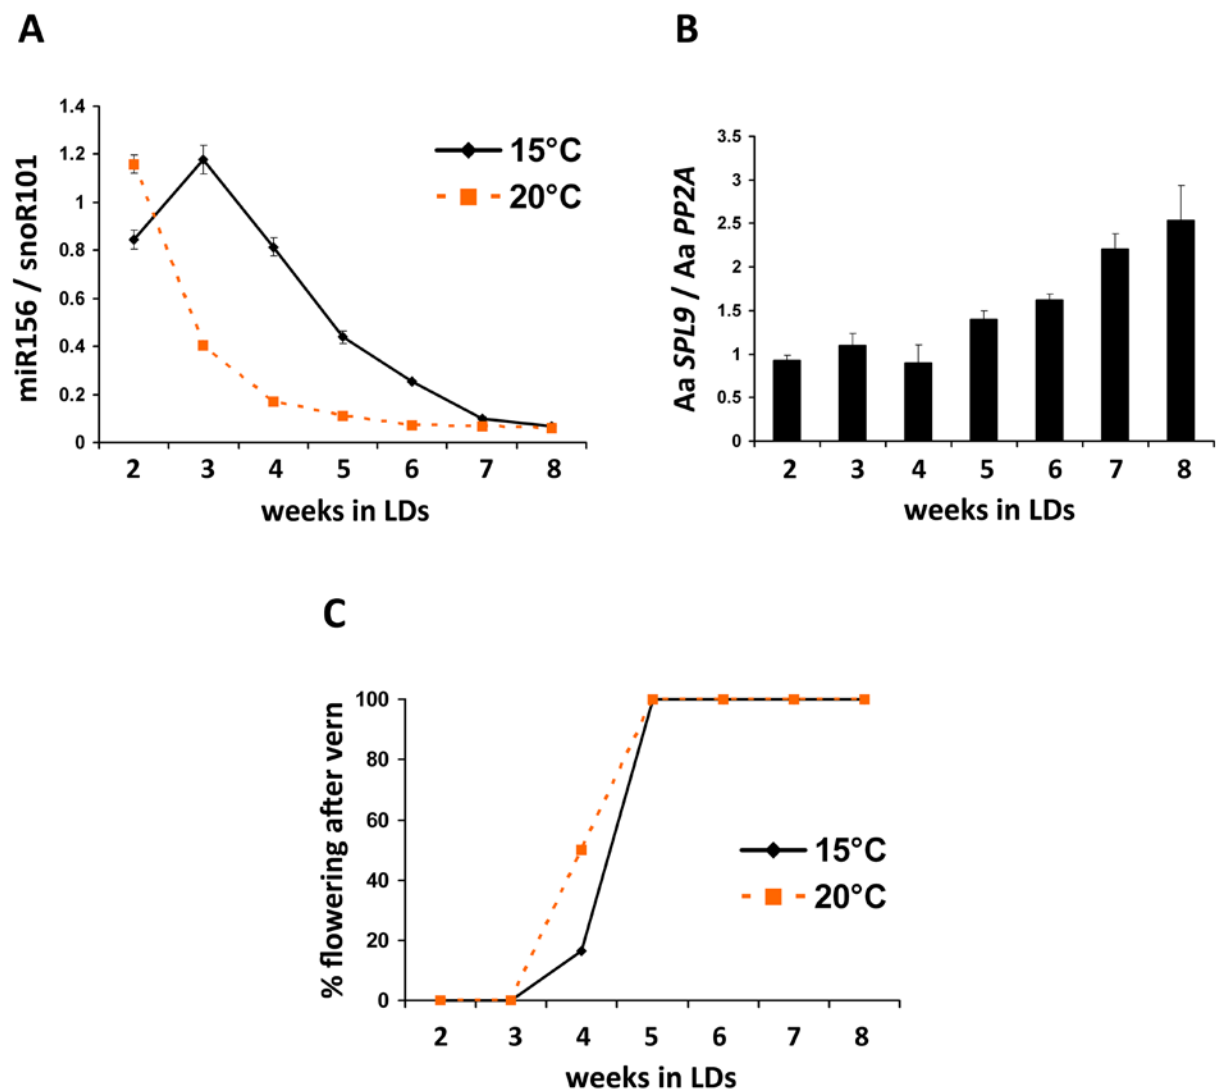 A
miR156 / snoR101
1.4
1.2
1
0.8
0.6
0.4
0.2
0
2 3 4 5 6 7 8
weeks in LDs
15°C
20°C
B
Aa SPL9 / Aa PP2A
3.5
3
2.5
2
1.5
1
0.5
0
2 3 4 5 6 7 8
weeks in LDs
C
% flowering after vern
100
80
60
40
20
0
2 3 4 5 6 7 8
weeks in LDs
15°C
20°C